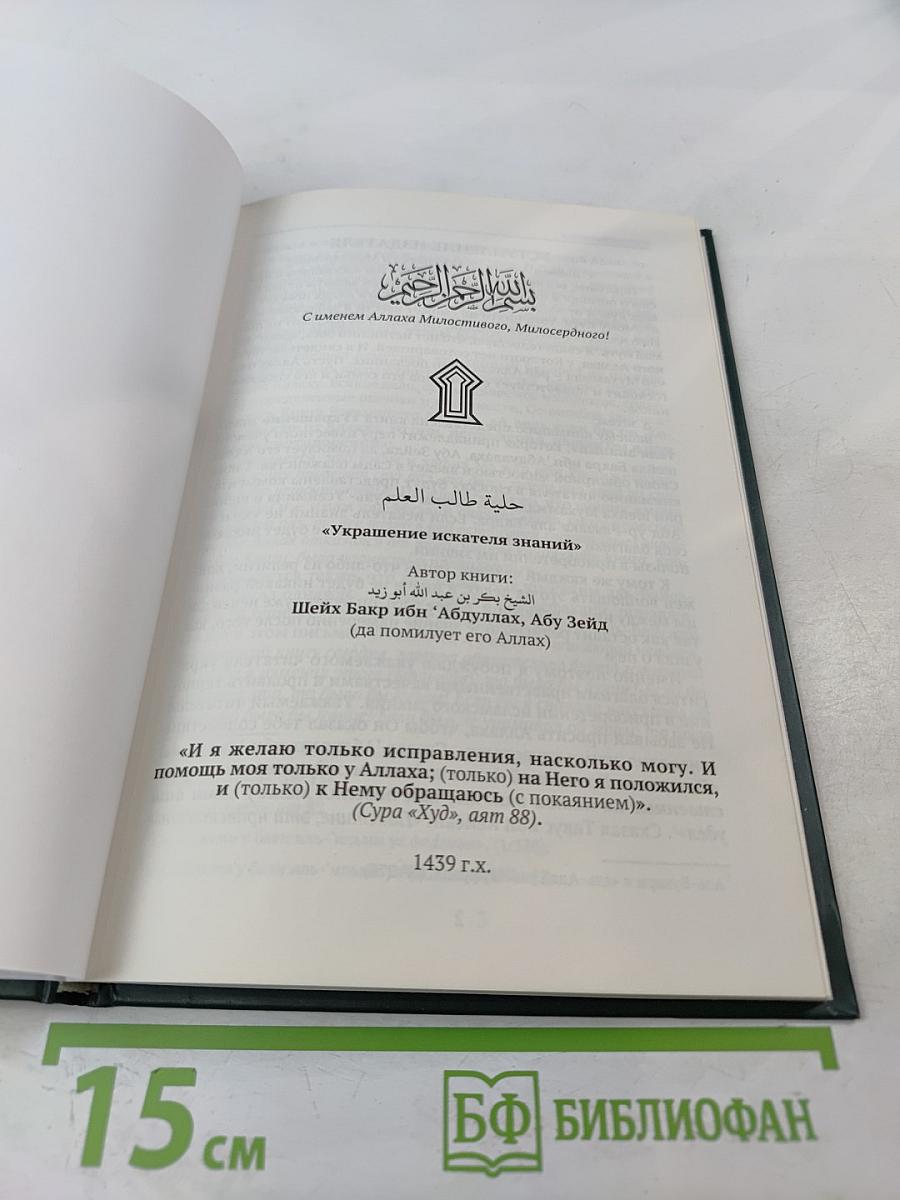 بسم الله الرحمن الرحيم
С именем Аллаха Милостивого, Милосердного!
حلية طالب العلم
«Украшение искателя знаний»
Автор книги:
الشيخ بكر بن عبد الله أبو زيد
Шейх Бакр ибн ‘Абдуллах, Абу Зейд
(да помилует его Аллах)
«И я желаю только исправления, насколько могу. И
помощь моя только у Аллаха; (только) на Него я положился,
и (только) к Нему обращаюсь (с покаянием)».
(Сура «Худ», аят 88).
1439 г.х.
15 см
БФ БИБЛИОФАН